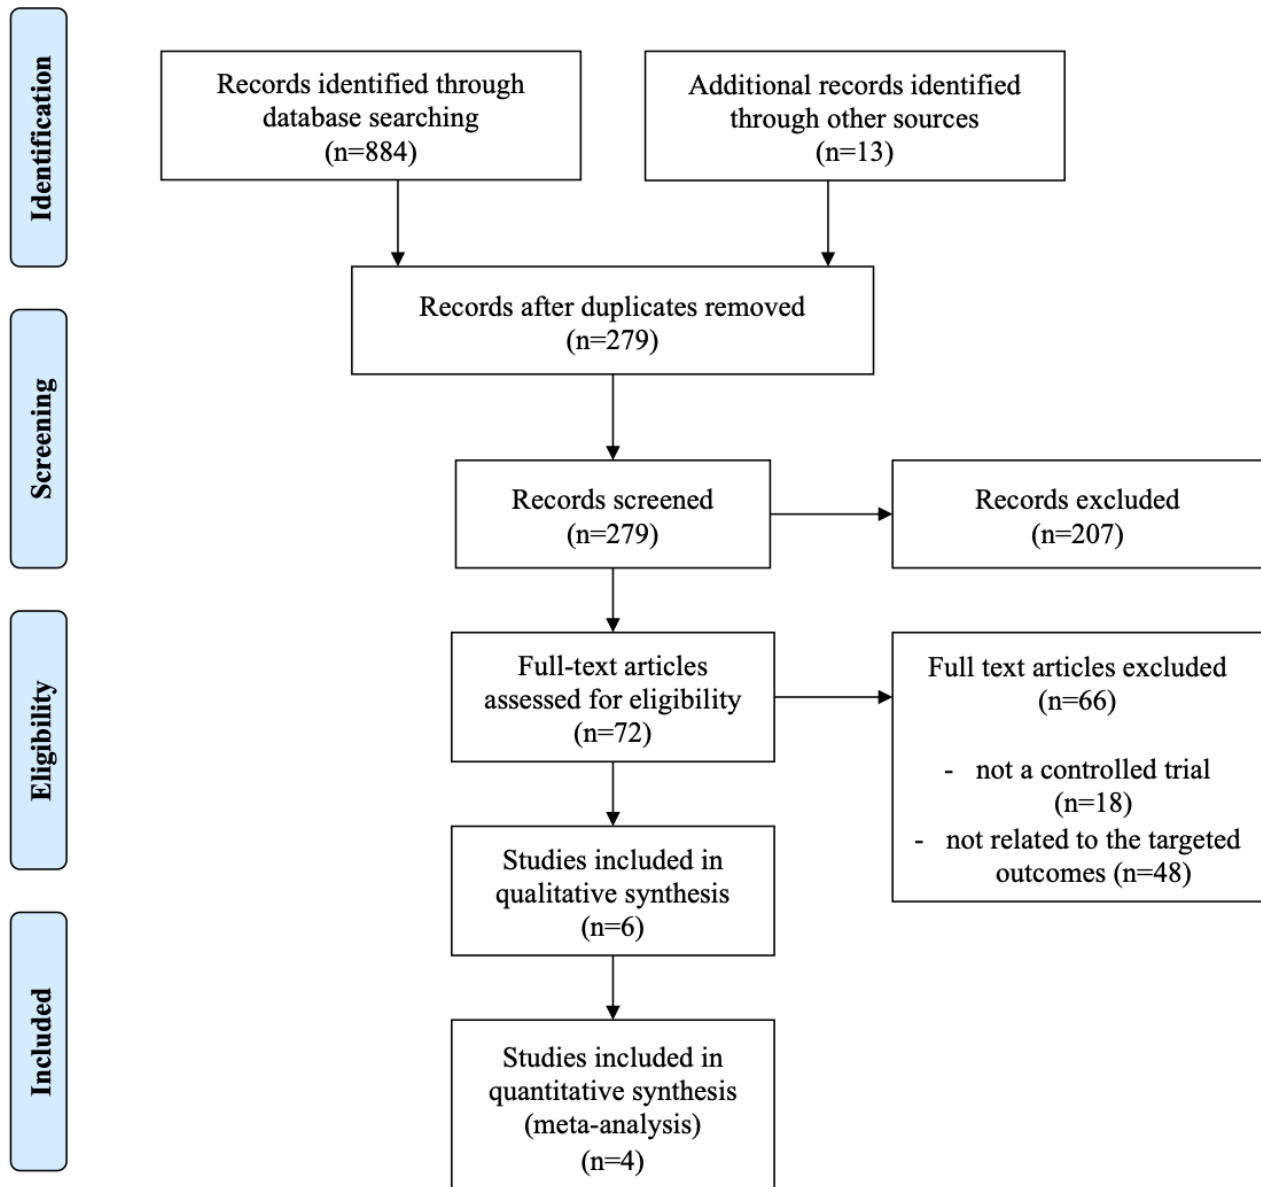 Identification
Records identified through
database searching
(n=884)
Additional records identified
through other sources
(n=13)
Records after duplicates removed
(n=279)
Screening
Records screened
(n=279)
Records excluded
(n=207)
Eligibility
Full-text articles
assessed for eligibility
(n=72)
Full text articles excluded
(n=66)
- not a controlled trial
(n=18)
- not related to the targeted
outcomes (n=48)
Studies included in
qualitative synthesis
(n=6)
Included
Studies included in
quantitative synthesis
(meta-analysis)
(n=4)